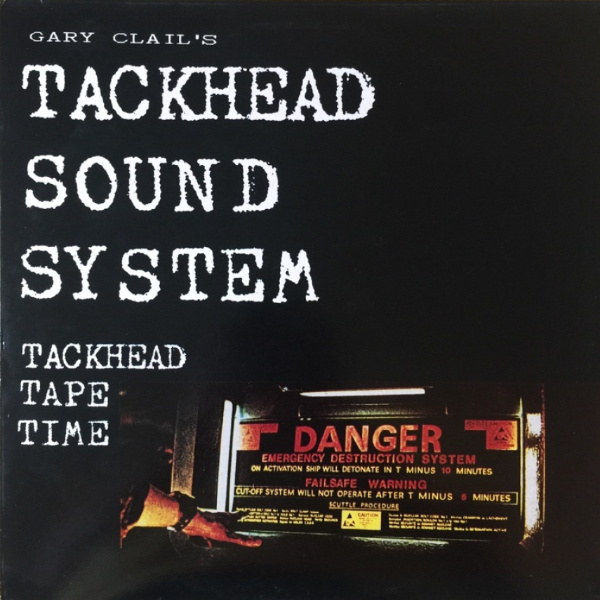 GARY CLAIL'S
TACKHEAD
SOUND
SYSTEM
TACKHEAD
TAPE
TIME
DANGER
EMERGENCY DESTRUCTION SYSTEM
ON ACTIVATION SHIP WILL DETONATE IN T MINUS 10 MINUTES
FAILSAFE WARNING
CUT-OFF SYSTEM WILL NOT OPERATE AFTER T MINUS 5 MINUTES
SCUTTLE PROCEDURE
CAUTION